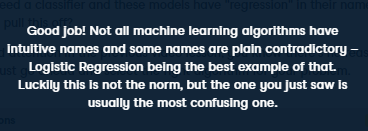 Good job! Not all machine learning algorithms have
intuitive names and some names are plain contradictory –
Logistic Regression being the best example of that.
Luckily this is not the norm, but the one you just saw is
usually the most confusing one.